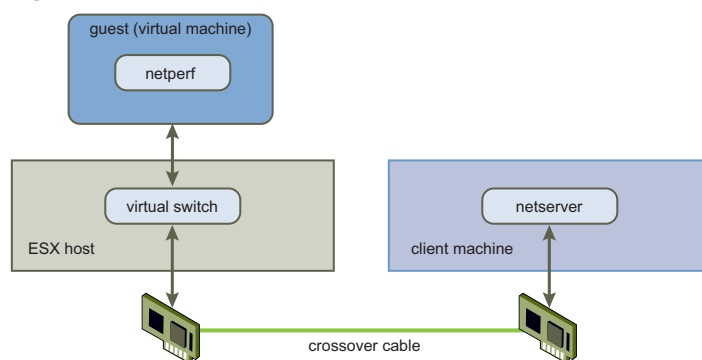 guest (virtual machine)
netperf
virtual switch
netserver
ESX host
client machine
crossover cable